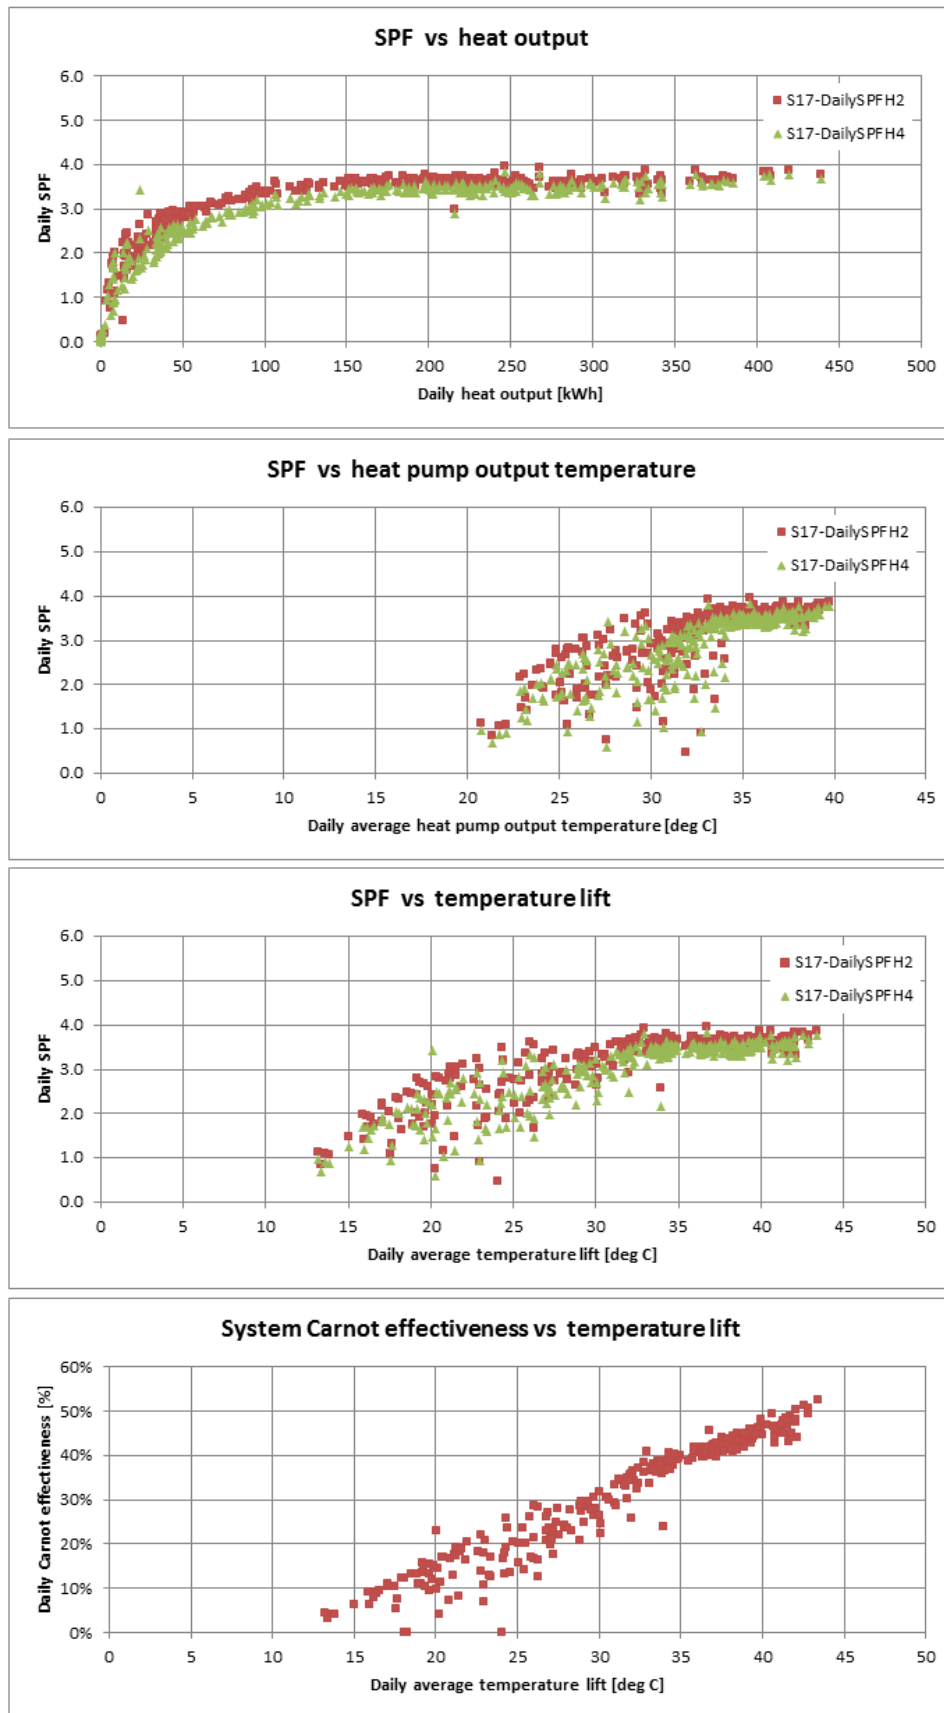 SPF vs heat output
6.0
5.0
4.0
3.0
2.0
1.0
0.0
Daily SPF
S17-DailySPFH2
S17-DailySPFH4
0 50 100 150 200 250 300 350 400 450 500
Daily heat output [kWh]
SPF vs heat pump output temperature
6.0
5.0
4.0
3.0
2.0
1.0
0.0
Daily SPF
S17-DailySPFH2
S17-DailySPFH4
0 5 10 15 20 25 30 35 40 45
Daily average heat pump output temperature [deg C]
SPF vs temperature lift
6.0
5.0
4.0
3.0
2.0
1.0
0.0
Daily SPF
S17-DailySPFH2
S17-DailySPFH4
0 5 10 15 20 25 30 35 40 45 50
Daily average temperature lift [deg C]
System Carnot effectiveness vs temperature lift
60%
50%
40%
30%
20%
10%
0%
Daily Carnot effectiveness [%]
0 5 10 15 20 25 30 35 40 45 50
Daily average temperature lift [deg C]